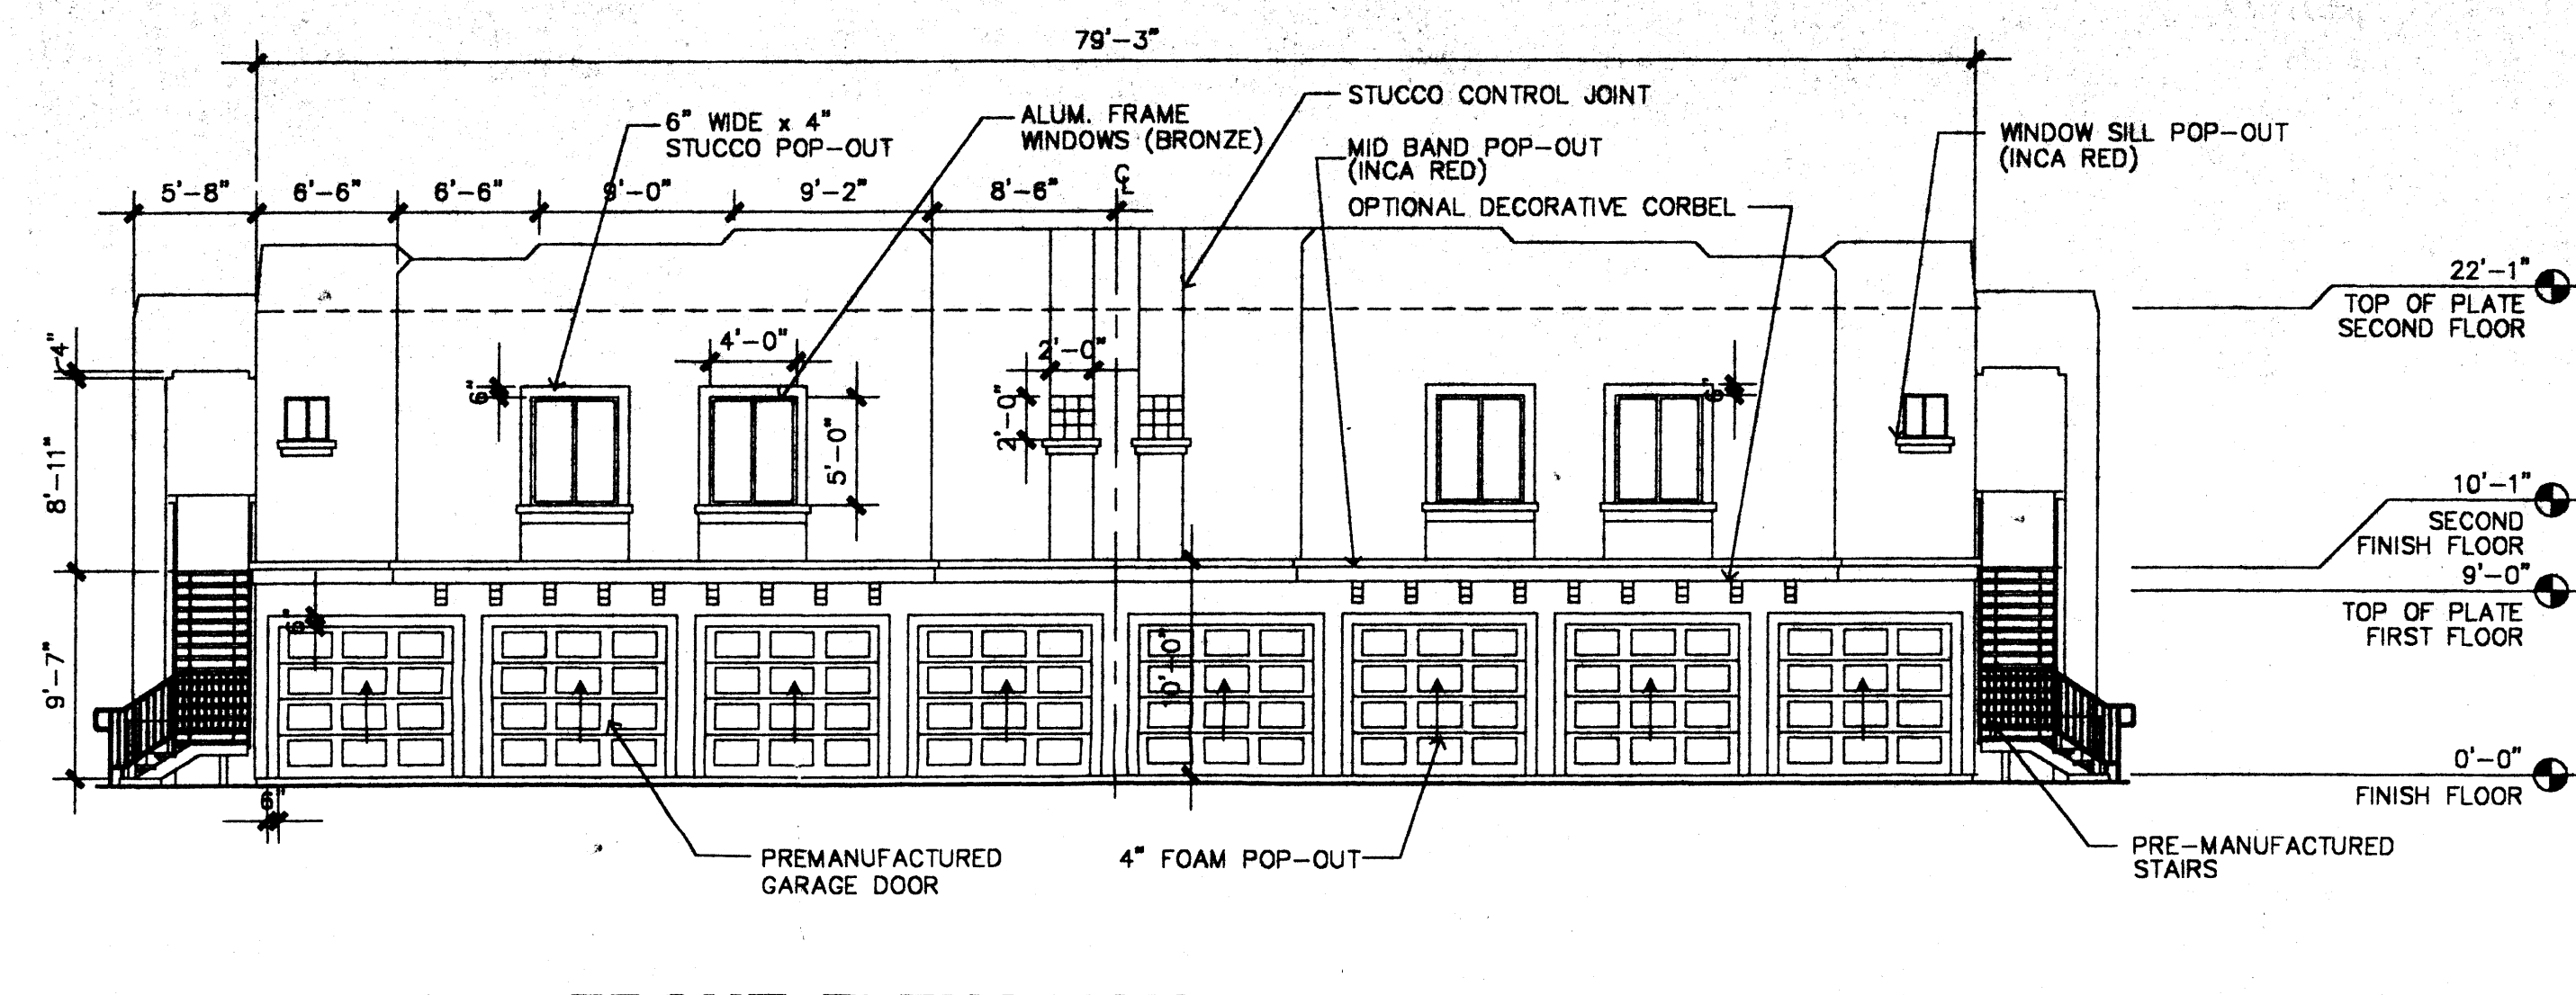 79'-3"
6" WIDE x 4"
STUCCO POP-OUT
ALUM. FRAME
WINDOWS (BRONZE)
STUCCO CONTROL JOINT
MID BAND POP-OUT
(INCA RED)
OPTIONAL DECORATIVE CORBEL
WINDOW SILL POP-OUT
(INCA RED)
5'-8"
6'-6"
6'-6"
9'-0"
9'-2"
8'-6"
CL
22'-1"
TOP OF PLATE
SECOND FLOOR
4"
8'-11"
9'-7"
6"
4'-0"
5'-0"
2'-0"
2'-0"
6"
10'-1"
SECOND
FINISH FLOOR
9'-0"
TOP OF PLATE
FIRST FLOOR
6"
10'-0"
0'-0"
FINISH FLOOR
6"
PREMANUFACTURED
GARAGE DOOR
4" FOAM POP-OUT
PRE-MANUFACTURED
STAIRS